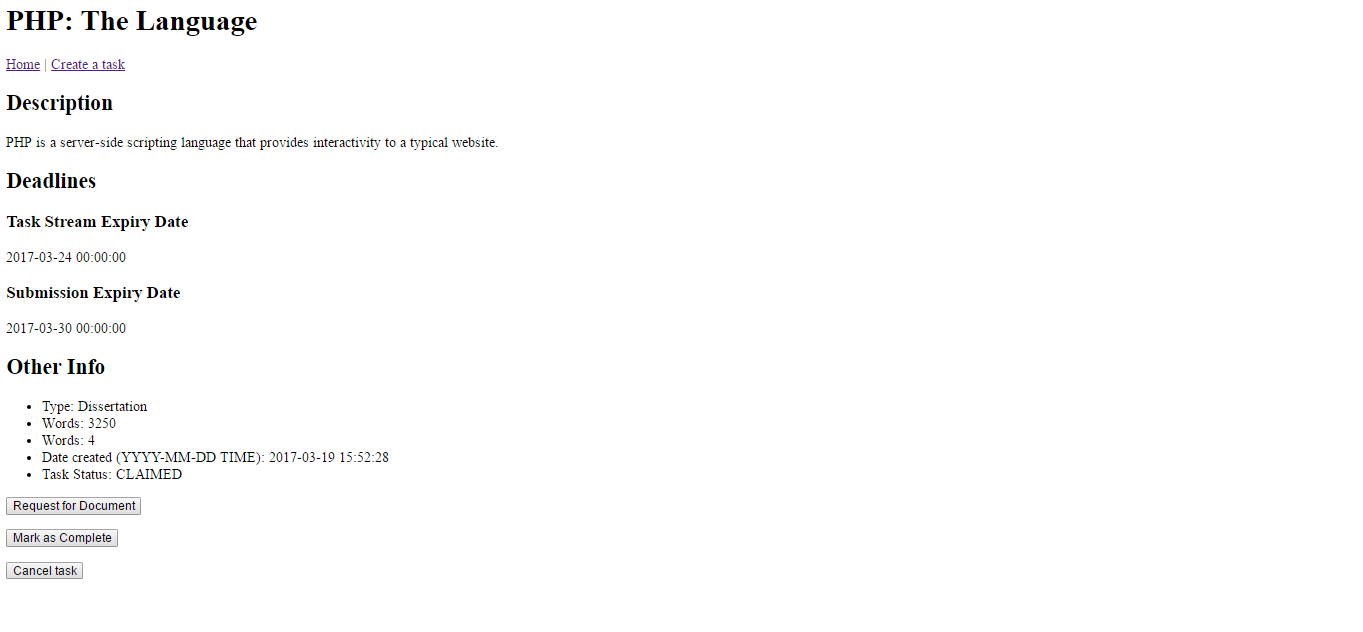 PHP: The Language
Home | Create a task
Description
PHP is a server-side scripting language that provides interactivity to a typical website.
Deadlines
Task Stream Expiry Date
2017-03-24 00:00:00
Submission Expiry Date
2017-03-30 00:00:00
Other Info
Type: Dissertation
Words: 3250
Words: 4
Date created (YYYY-MM-DD TIME): 2017-03-19 15:52:28
Task Status: CLAIMED
Request for Document
Mark as Complete
Cancel task